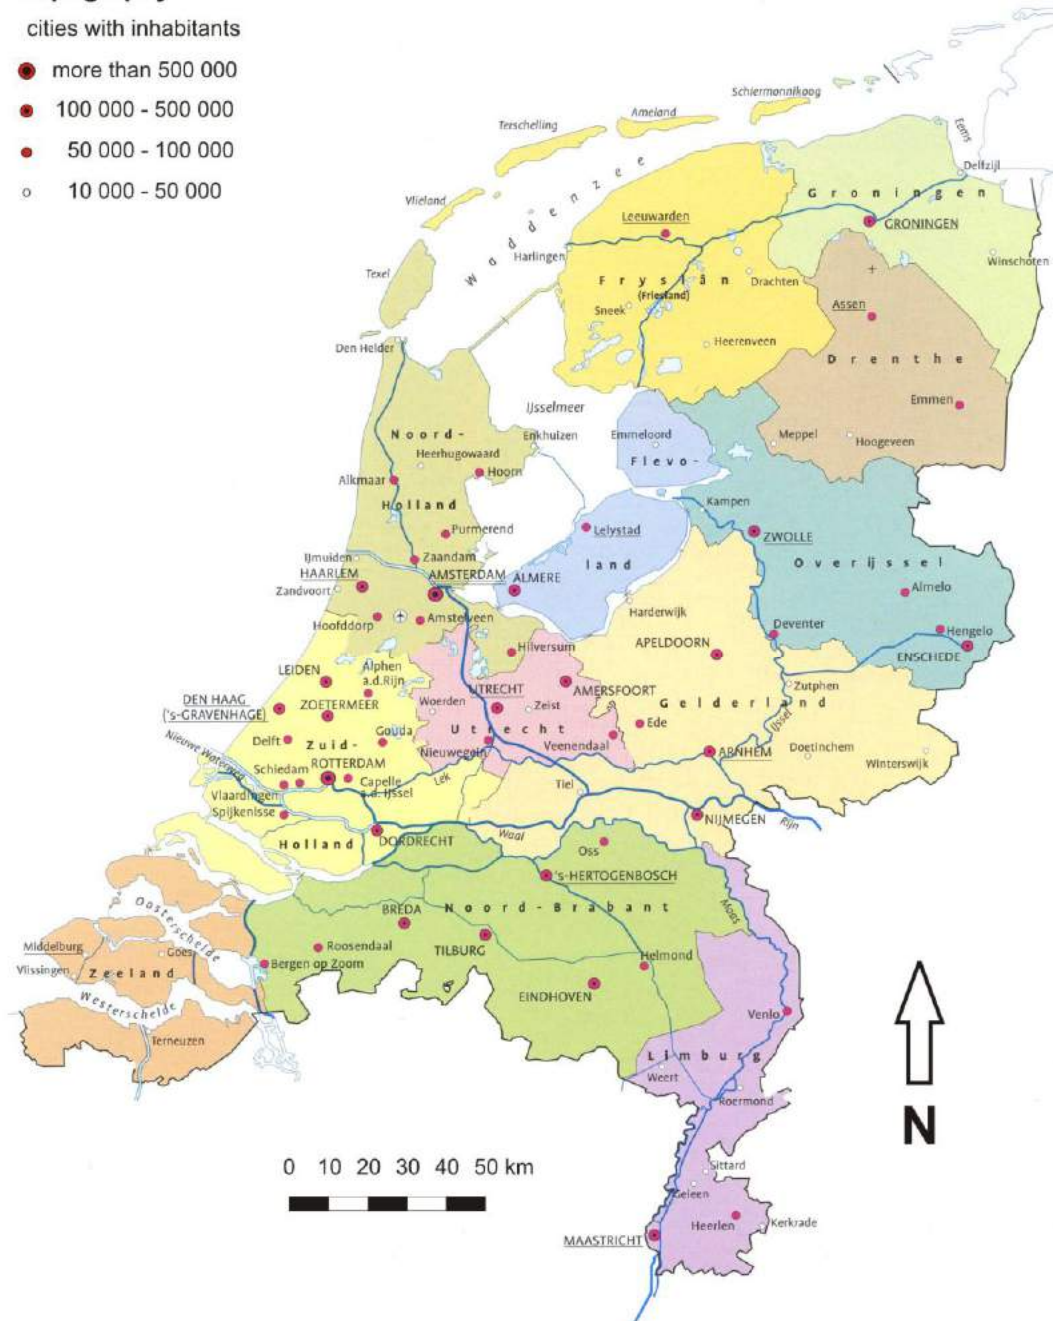 cities with inhabitants
more than 500 000
100 000 - 500 000
50 000 - 100 000
10 000 - 50 000
Schiermonnikoog
Ameland
Terschelling
Vlieland
Texel
Waddenzee
Eems
Delfzijl
Groningen
GRONINGEN
Leeuwarden
Harlingen
Winschoten
Fryslân
(Friesland)
Drachten
Sneek
Assen
Heerenveen
Den Helder
Drenthe
Emmen
IJsselmeer
Enkhuizen
Emmeloord
Meppel
Hoogeveen
Noord-
Heerhugowaard
Hoorn
Flevo-
Alkmaar
Holland
Kampen
Purmerend
Lelystad
ZWOLLE
IJmuiden
Zaandam
land
Overijssel
HAARLEM
AMSTERDAM
ALMERE
Zandvoort
Almelo
Harderwijk
Hoofddorp
Amstelveen
Deventer
Hengelo
Hilversum
APELDOORN
ENSCHEDE
LEIDEN
Alphen
a.d.Rijn
UTRECHT
AMERSFOORT
Zutphen
DEN HAAG
('s-GRAVENHAGE)
ZOETERMEER
Woerden
Zeist
Gelderland
IJssel
Delft
Gouda
Utrecht
Ede
Nieuwe Waterweg
Zuid-
Nieuwegein
Veenendaal
ARNHEM
Doetinchem
Winterswijk
Schiedam
ROTTERDAM
Capelle
a.d. IJssel
Lek
Tiel
Vlaardingen
Spijkenisse
NIJMEGEN
Rijn
Holland
DORDRECHT
Waal
Oss
's-HERTOGENBOSCH
Maas
Oosterschelde
BREDA
Noord-Brabant
Middelburg
Goes
Roosendaal
TILBURG
Helmond
Vlissingen
Zeeland
Bergen op Zoom
EINDHOVEN
Westerschelde
Venlo
Terneuzen
Limburg
Weert
Roermond
N
0 10 20 30 40 50 km
Sittard
Geleen
Heerlen
Kerkrade
MAASTRICHT